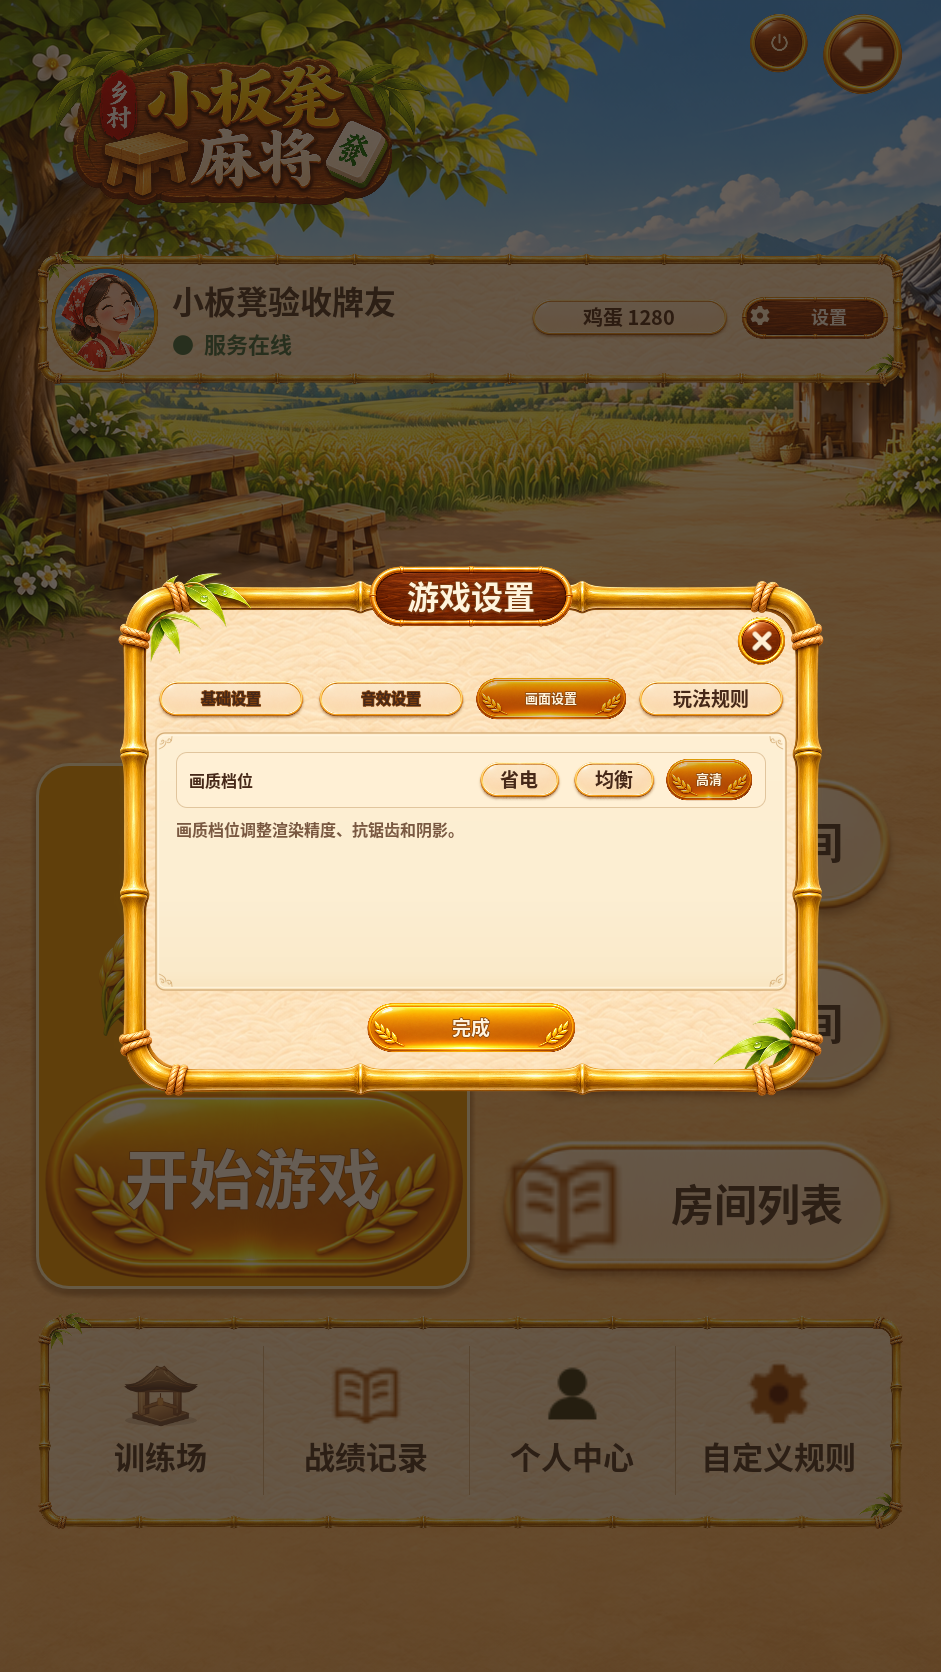 乡村
小板凳
麻将
發
小板凳验收牌友
服务在线
鸡蛋 1280
设置
游戏设置
基础设置
音效设置
画面设置
玩法规则
画质档位
省电
均衡
高清
画质档位调整渲染精度、抗锯齿和阴影。
完成
间
间
开始游戏
房间列表
训练场
战绩记录
个人中心
自定义规则